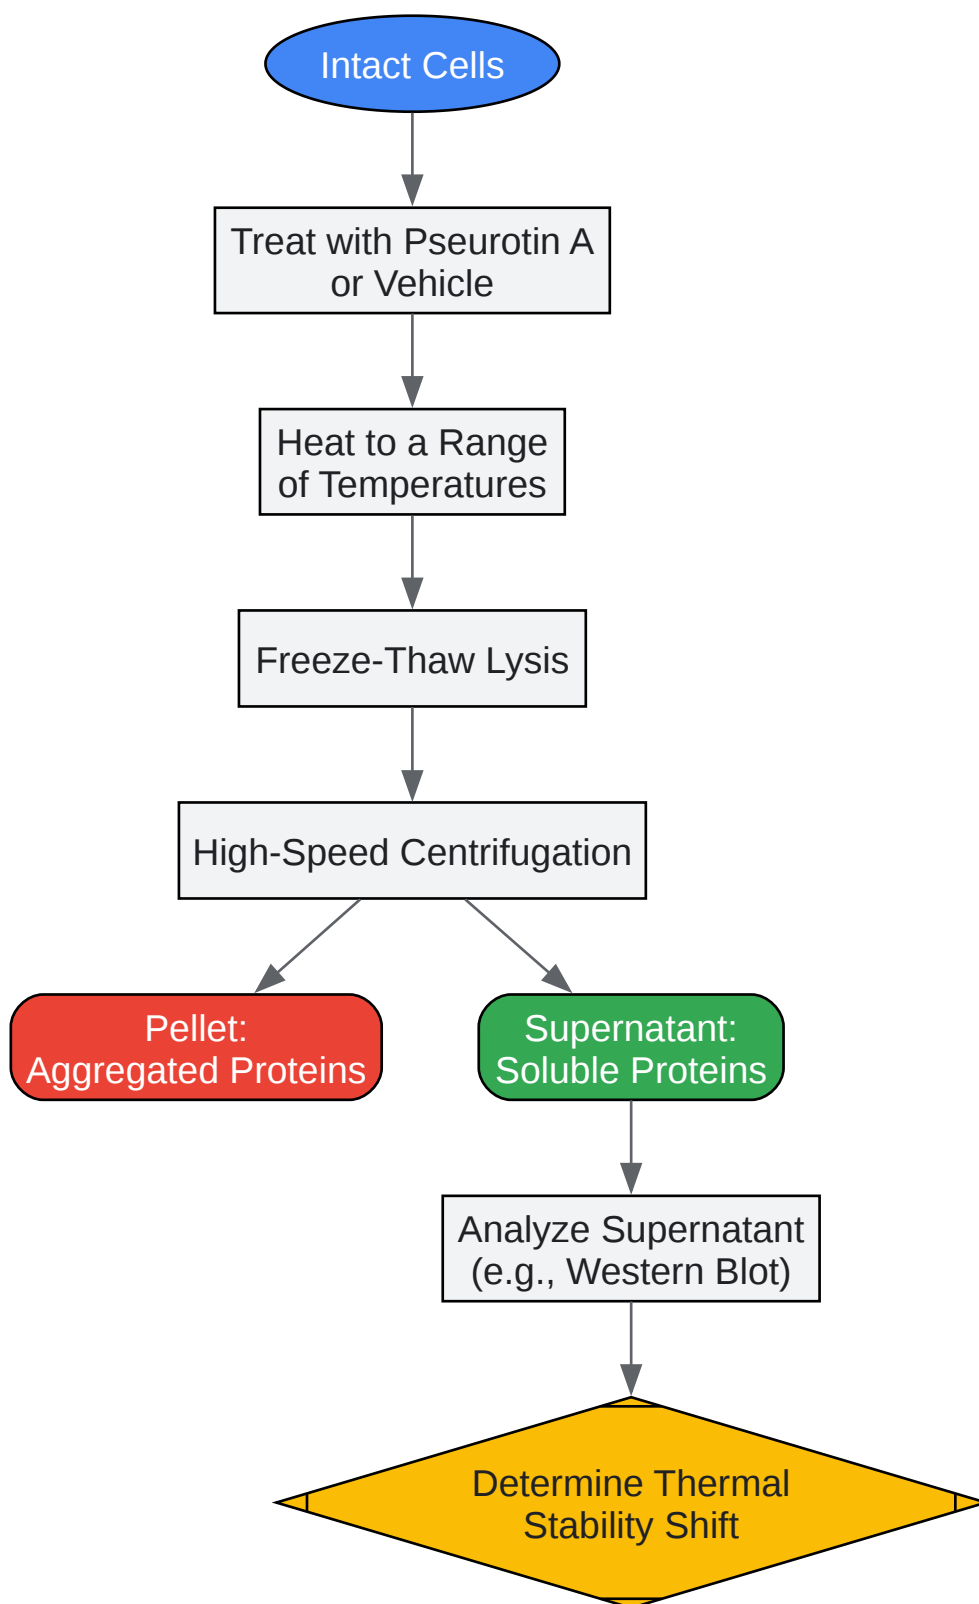 Intact Cells
Treat with Pseurotin A
or Vehicle
Heat to a Range
of Temperatures
Freeze-Thaw Lysis
High-Speed Centrifugation
Pellet:
Aggregated Proteins
Supernatant:
Soluble Proteins
Analyze Supernatant
(e.g., Western Blot)
Determine Thermal
Stability Shift